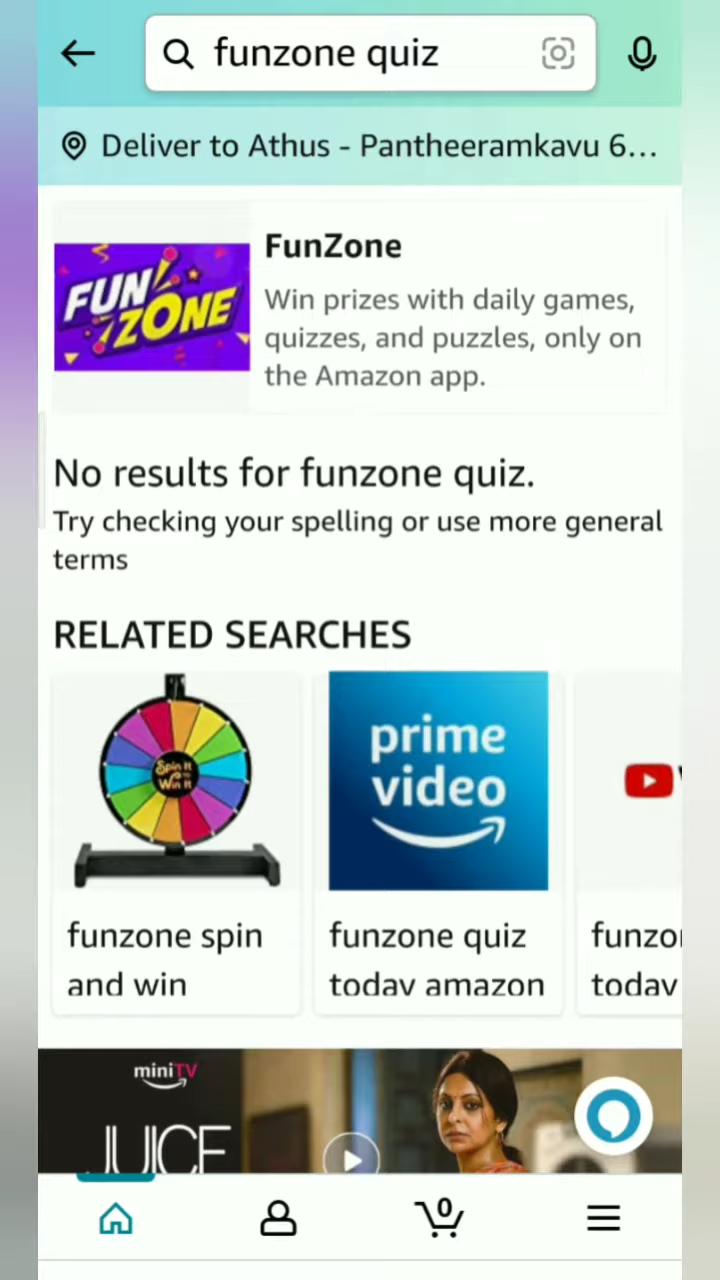 funzone quiz
Deliver to Athus - Pantheeramkavu 6...
FUN
ZONE
FunZone
Win prizes with daily games,
quizzes, and puzzles, only on
the Amazon app.
No results for funzone quiz.
Try checking your spelling or use more general
terms
RELATED SEARCHES
Spin It
Win It
prime
video
funzone spin
and win
funzone quiz
today amazon
today
miniTV
JUICE
0